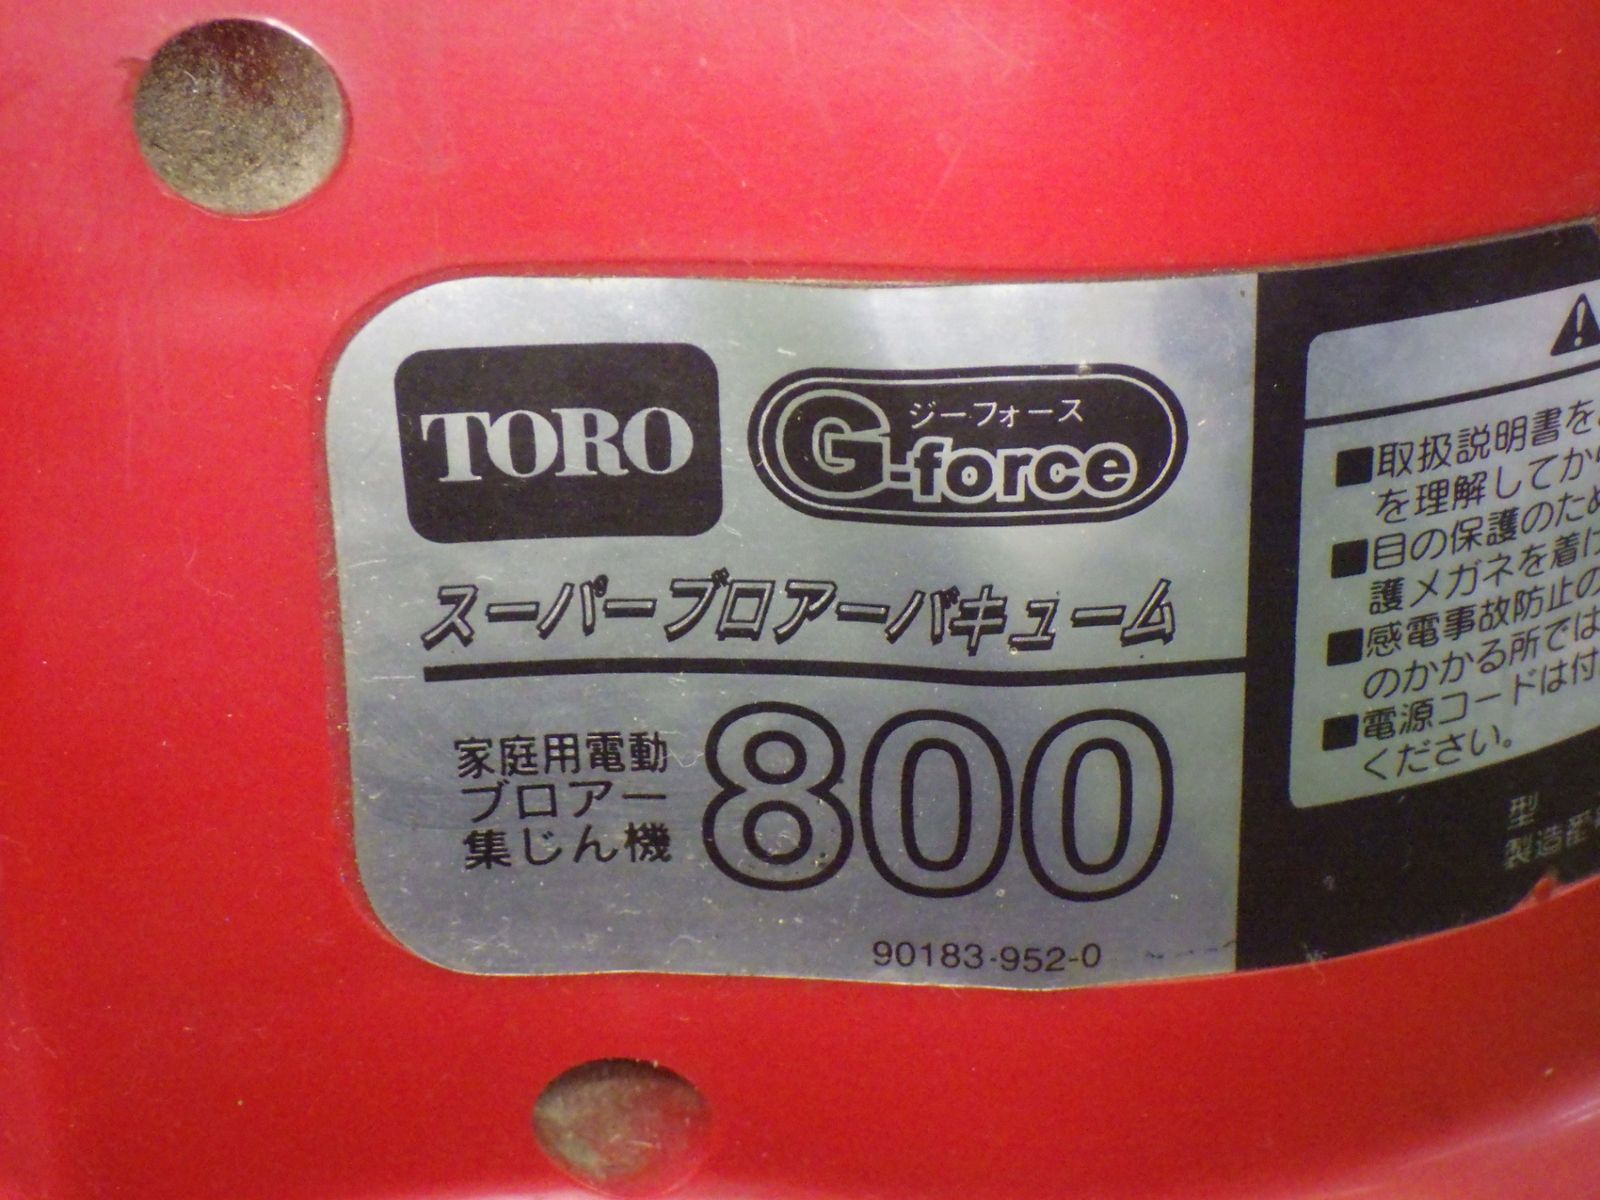 TORO
ジーフォース
G-force
スーパーブロアーバキューム
家庭用電動
ブロアー
集じん機
800
90183-952-0
■取扱説明書を
を理解してか
■目の保護のため
護メガネを着け
■感電事故防止の
のかかる所では
■電源コードは付
ください。
型
製造番